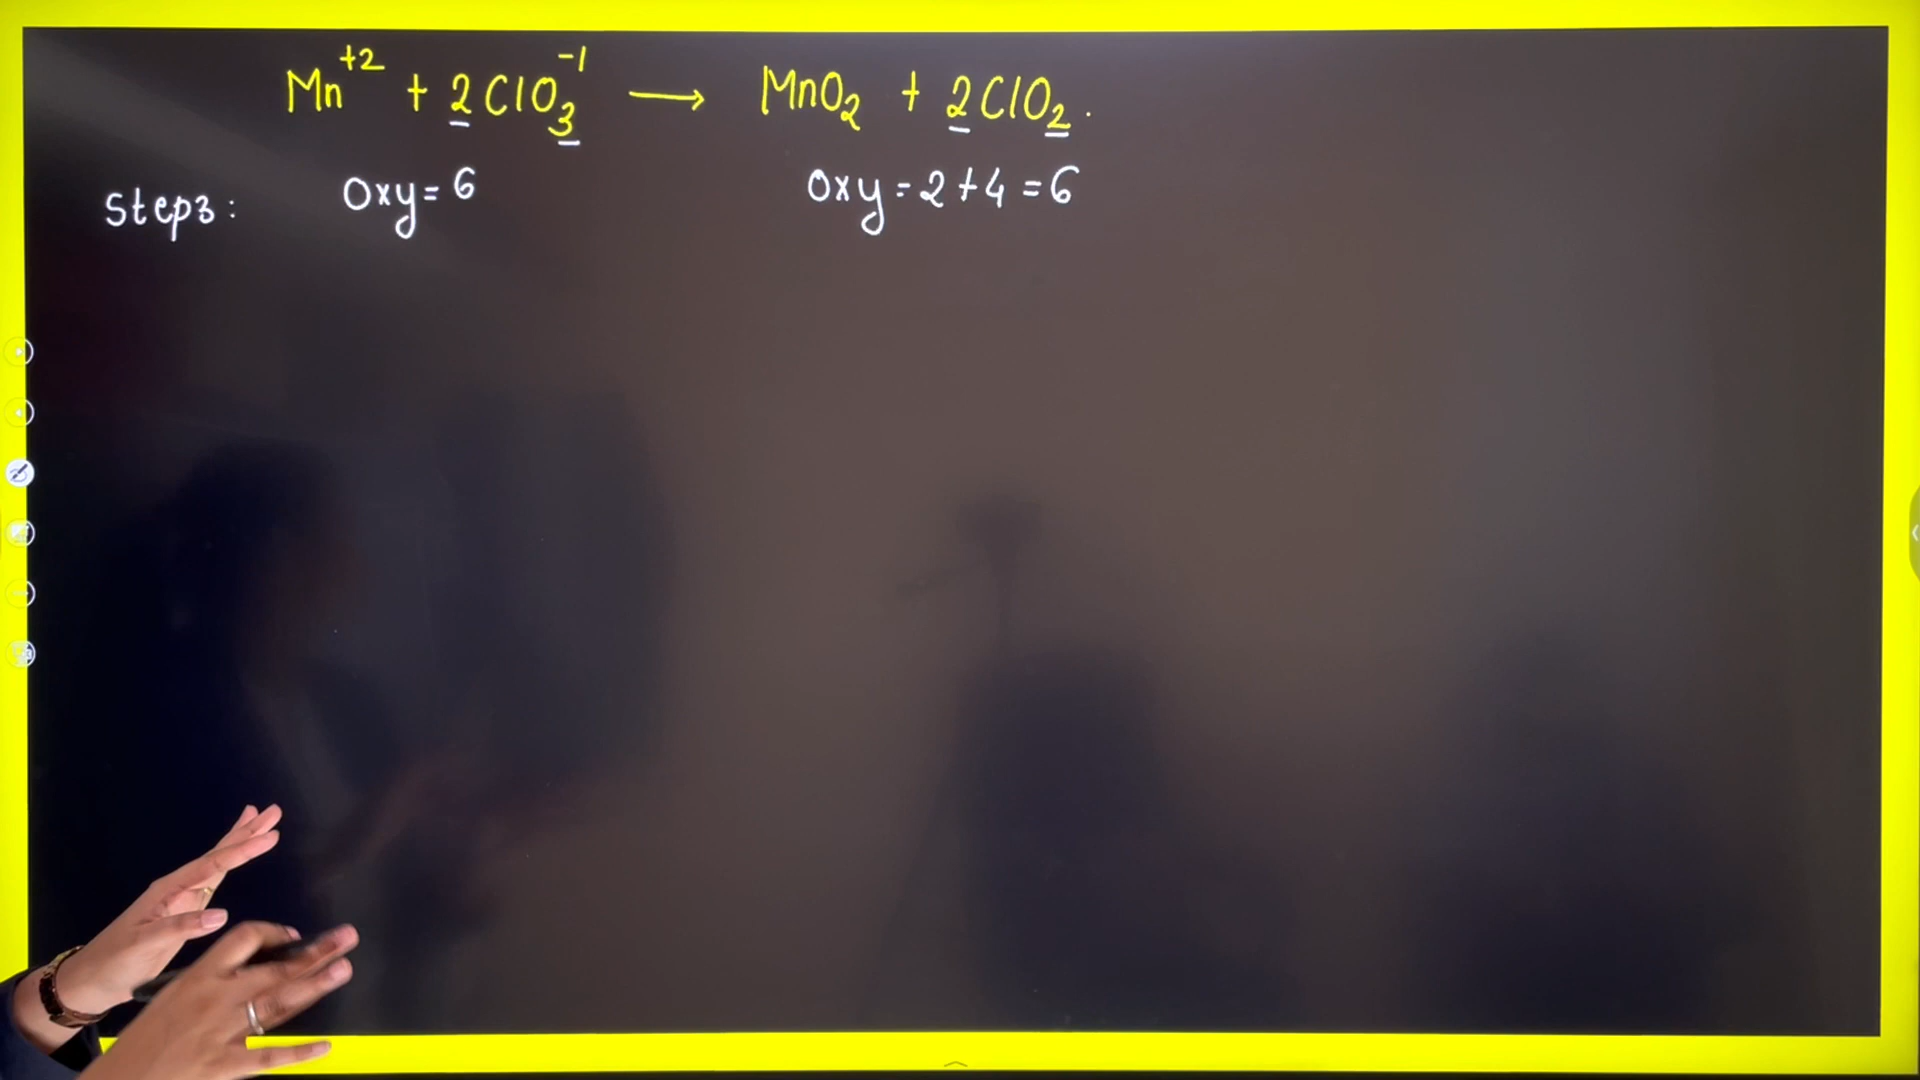 Mn⁺² + 2ClO₃⁻¹ ⟶ MnO₂ + 2ClO₂.
Step3: Oxy = 6 Oxy = 2 + 4 = 6